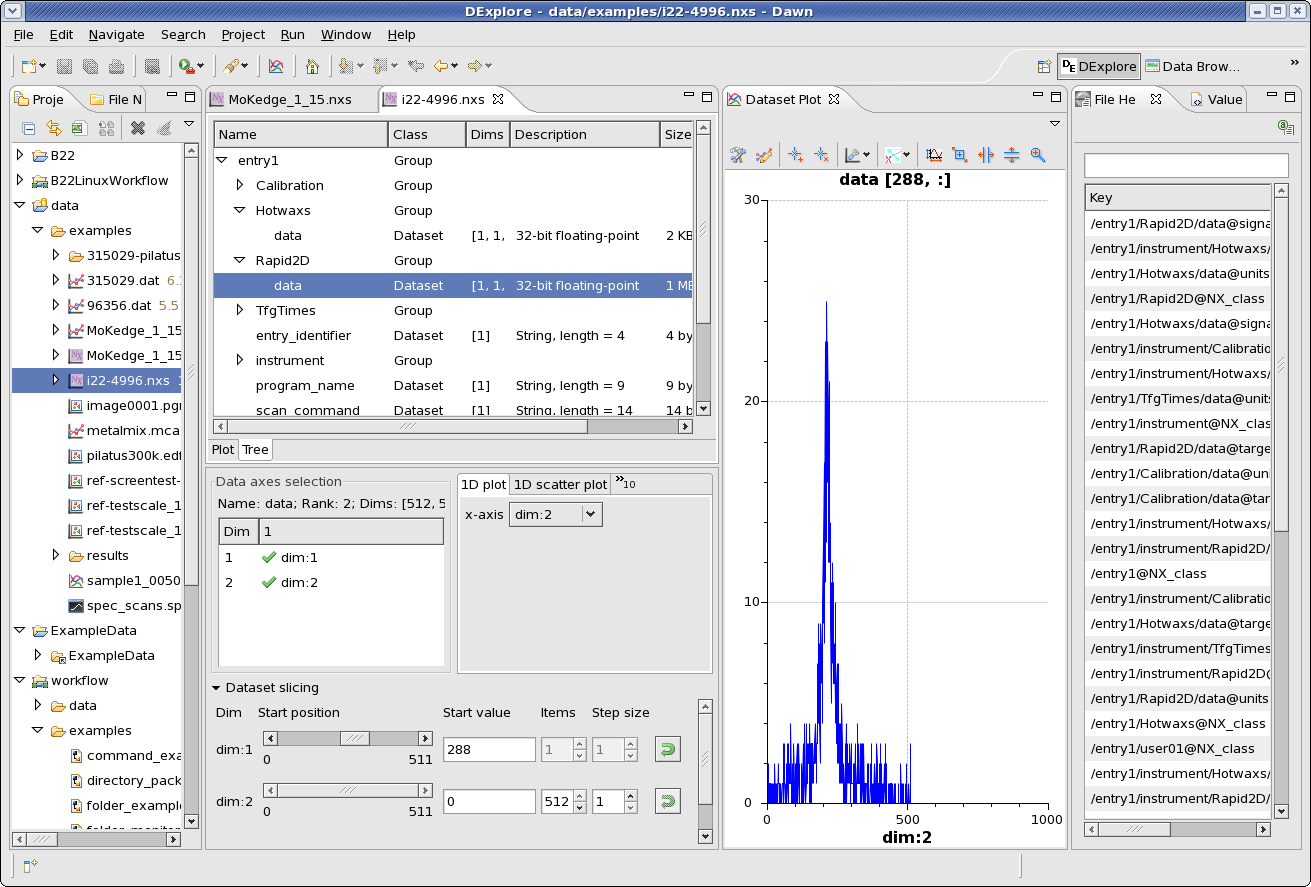 DExplore - data/examples/i22-4996.nxs - Dawn
File Edit Navigate Search Project Run Window Help
DExplore Data Brow... »
Proje File N
B22
B22LinuxWorkflow
data
examples
315029-pilatus
315029.dat 6.
96356.dat 5.5
MoKedge_1_15
MoKedge_1_15
i22-4996.nxs 1
image0001.pgm
metalmix.mca
pilatus300k.edf
ref-screentest-
ref-testscale_1
ref-testscale_1
results
sample1_0050
spec_scans.sp
ExampleData
ExampleData
workflow
data
examples
command_exa
directory_pack
folder_example
folder_monitor
MoKedge_1_15.nxs i22-4996.nxs
Name Class Dims Description Size
entry1 Group
Calibration Group
Hotwaxs Group
data Dataset [1, 1, 32-bit floating-point 2 KB
Rapid2D Group
data Dataset [1, 1, 32-bit floating-point 1 MB
TfgTimes Group
entry_identifier Dataset [1] String, length = 4 4 by
instrument Group
program_name Dataset [1] String, length = 9 9 by
scan_command Dataset [1] String, length = 14 14 b
Plot Tree
Data axes selection
Name: data; Rank: 2; Dims: [512, 5
Dim 1
1 dim:1
2 dim:2
1D plot 1D scatter plot »10
x-axis dim:2
Dataset slicing
Dim Start position Start value Items Step size
dim:1 288 1 1
0 511
dim:2 0 512 1
0 511
Dataset Plot
data [288, :]
30
20
10
0
0 500 1000
dim:2
File He Value
Key
/entry1/Rapid2D/data@signa
/entry1/instrument/Hotwaxs/
/entry1/Hotwaxs/data@units
/entry1/Rapid2D@NX_class
/entry1/Hotwaxs/data@signa
/entry1/instrument/Calibratio
/entry1/instrument/Hotwaxs/
/entry1/TfgTimes/data@units
/entry1/instrument@NX_clas
/entry1/Rapid2D/data@targe
/entry1/Calibration/data@uni
/entry1/Calibration/data@tar
/entry1/instrument/Hotwaxs/
/entry1/instrument/Rapid2D/
/entry1@NX_class
/entry1/instrument/Calibratio
/entry1/Hotwaxs/data@targe
/entry1/instrument/TfgTimes
/entry1/instrument/Rapid2D(
/entry1/Rapid2D/data@units
/entry1/Hotwaxs@NX_class
/entry1/user01@NX_class
/entry1/instrument/Hotwaxs/
/entry1/instrument/Rapid2D/